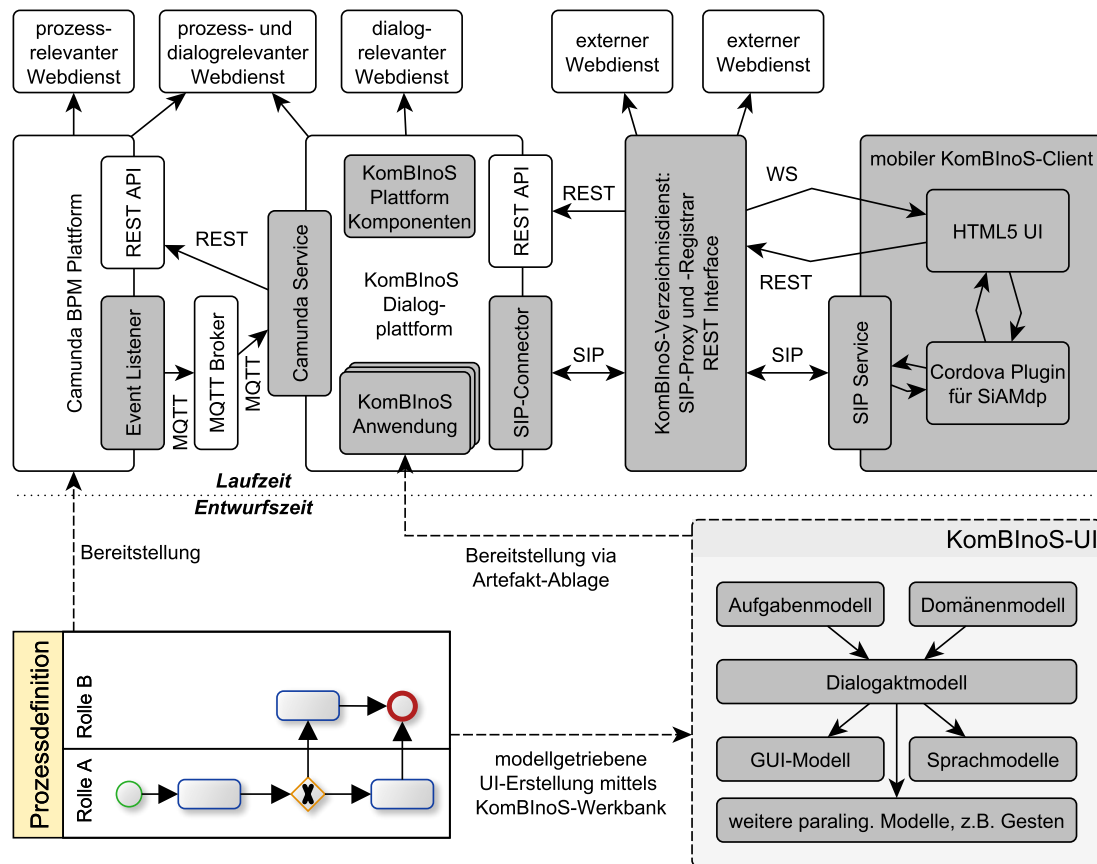 prozess-
relevanter
Webdienst
prozess- und
dialogrelevanter
Webdienst
dialog-
relevanter
Webdienst
externer
Webdienst
externer
Webdienst
Camunda BPM Plattform
REST API
Event Listener
REST
MQTT
MQTT Broker
MQTT
Camunda Service
KomBInoS
Plattform
Komponenten
KomBInoS
Dialog-
plattform
KomBInoS
Anwendung
REST API
SIP-Connector
REST
SIP
KomBInoS-Verzeichnisdienst:
SIP-Proxy und -Registrar
REST Interface
WS
REST
SIP
mobiler KomBInoS-Client
HTML5 UI
SIP Service
Cordova Plugin
für SiAMdp
Laufzeit
Entwurfszeit
Bereitstellung
Bereitstellung via
Artefakt-Ablage
Prozessdefinition
Rolle B
Rolle A
modellgetriebene
UI-Erstellung mittels
KomBInoS-Werkbank
KomBInoS-UI
Aufgabenmodell
Domänenmodell
Dialogaktmodell
GUI-Modell
Sprachmodelle
weitere paraling. Modelle, z.B. Gesten